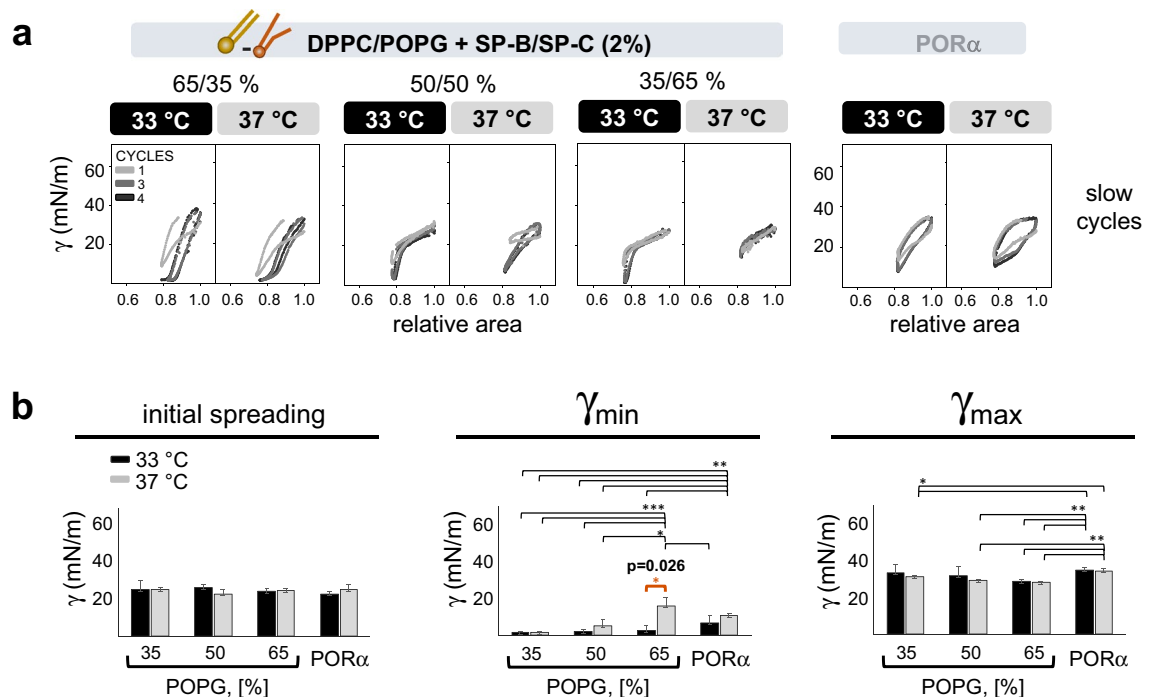 a
DPPC/POPG + SP-B/SP-C (2%)
PORα
65/35 %
50/50 %
35/65 %
33 °C
37 °C
33 °C
37 °C
33 °C
37 °C
33 °C
37 °C
γ (mN/m)
60
40
20
CYCLES
1
3
4
60
40
20
slow
cycles
0.6 0.8 1.0
0.6 0.8 1.0
0.6 0.8 1.0
0.6 0.8 1.0
0.6 0.8 1.0
0.6 0.8 1.0
0.6 0.8 1.0
0.6 0.8 1.0
relative area
relative area
b
initial spreading
γmin
γmax
33 °C
37 °C
γ (mN/m)
60
40
20
35 50 65 PORα
POPG, [%]
**
***
*
p=0.026
*
γ (mN/m)
60
40
20
35 50 65 PORα
POPG, [%]
*
**
**
γ (mN/m)
60
40
20
35 50 65 PORα
POPG, [%]